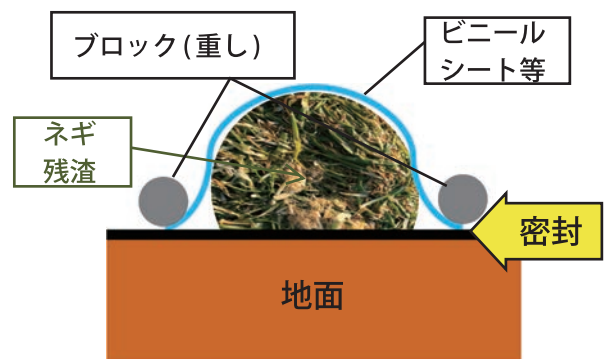 ブロック(重し)
ビニール
シート等
ネギ
残渣
密封
地面